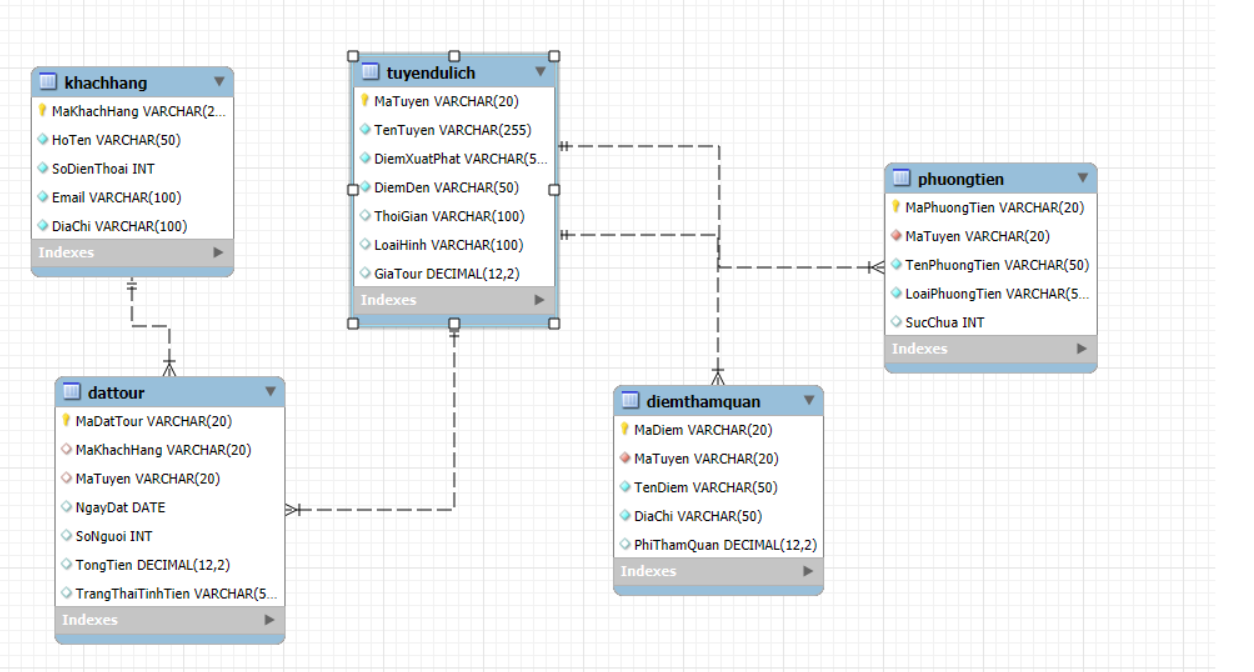 khachhang
MaKhachHang VARCHAR(2...
HoTen VARCHAR(50)
SoDienThoai INT
Email VARCHAR(100)
DiaChi VARCHAR(100)
Indexes
tuyendulich
MaTuyen VARCHAR(20)
TenTuyen VARCHAR(255)
DiemXuatPhat VARCHAR(5...
DiemDen VARCHAR(50)
ThoiGian VARCHAR(100)
LoaiHinh VARCHAR(100)
GiaTour DECIMAL(12,2)
Indexes
phuongtien
MaPhuongTien VARCHAR(20)
MaTuyen VARCHAR(20)
TenPhuongTien VARCHAR(50)
LoaiPhuongTien VARCHAR(5...
SucChua INT
Indexes
dattour
MaDatTour VARCHAR(20)
MaKhachHang VARCHAR(20)
MaTuyen VARCHAR(20)
NgayDat DATE
SoNguoi INT
TongTien DECIMAL(12,2)
TrangThaiTinhTien VARCHAR(5...
Indexes
diemthamquan
MaDiem VARCHAR(20)
MaTuyen VARCHAR(20)
TenDiem VARCHAR(50)
DiaChi VARCHAR(50)
PhiThamQuan DECIMAL(12,2)
Indexes